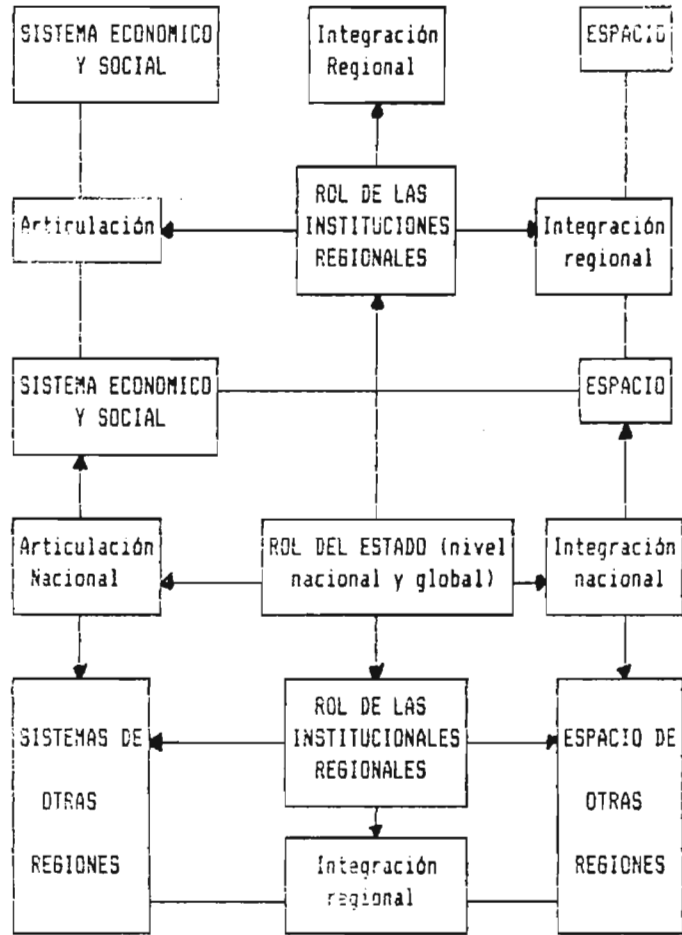 SISTEMA ECONOMICO
Y SOCIAL
Integración
Regional
ESPACIO
Articulación
ROL DE LAS
INSTITUCIONES
REGIONALES
Integración
regional
SISTEMA ECONOMICO
Y SOCIAL
ESPACIO
Articulación
Nacional
ROL DEL ESTADO (nivel
nacional y global)
Integración
nacional
SISTEMAS DE
OTRAS
REGIONES
ROL DE LAS
INSTITUCIONALES
REGIONALES
ESPACIO DE
OTRAS
REGIONES
Integración
regional